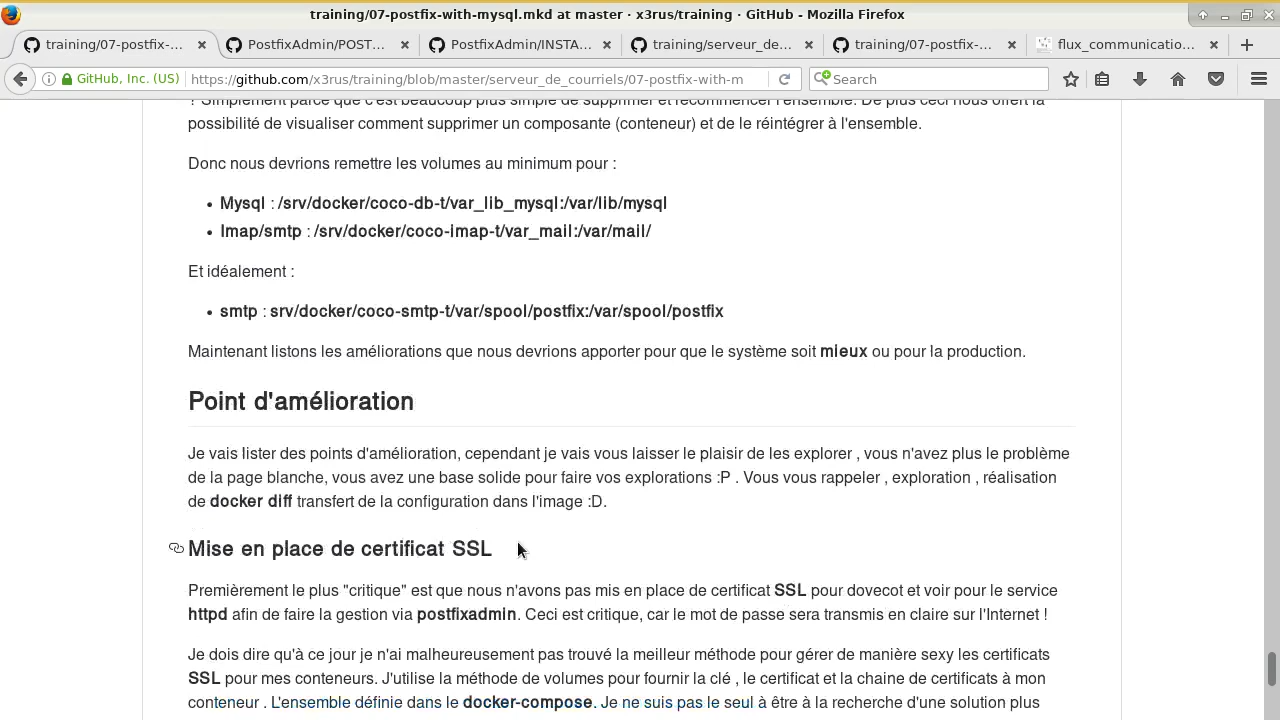 training/07-postfix-with-mysql.mkd at master · x3rus/training · GitHub - Mozilla Firefox
training/07-postfix-... PostfixAdmin/POST... PostfixAdmin/INSTA... training/serveur_de... training/07-postfix-... flux_communicatio...
GitHub, Inc. (US) https://github.com/x3rus/training/blob/master/serveur_de_courriels/07-postfix-with-m Search
? Simplement parce que c'est beaucoup plus simple de supprimer et recommencer l'ensemble. De plus ceci nous offert la
possibilité de visualiser comment supprimer un composante (conteneur) et de le réintégrer à l'ensemble.
Donc nous devrions remettre les volumes au minimum pour :
• Mysql : /srv/docker/coco-db-t/var_lib_mysql:/var/lib/mysql
• Imap/smtp : /srv/docker/coco-imap-t/var_mail:/var/mail/
Et idéalement :
• smtp : srv/docker/coco-smtp-t/var/spool/postfix:/var/spool/postfix
Maintenant listons les améliorations que nous devrions apporter pour que le système soit mieux ou pour la production.
Point d'amélioration
Je vais lister des points d'amélioration, cependant je vais vous laisser le plaisir de les explorer , vous n'avez plus le problème
de la page blanche, vous avez une base solide pour faire vos explorations :P . Vous vous rappeler , exploration , réalisation
de docker diff transfert de la configuration dans l'image :D.
Mise en place de certificat SSL
Premièrement le plus "critique" est que nous n'avons pas mis en place de certificat SSL pour dovecot et voir pour le service
httpd afin de faire la gestion via postfixadmin. Ceci est critique, car le mot de passe sera transmis en claire sur l'Internet !
Je dois dire qu'à ce jour je n'ai malheureusement pas trouvé la meilleur méthode pour gérer de manière sexy les certificats
SSL pour mes conteneurs. J'utilise la méthode de volumes pour fournir la clé , le certificat et la chaine de certificats à mon
conteneur . L'ensemble définie dans le docker-compose. Je ne suis pas le seul à être à la recherche d'une solution plus